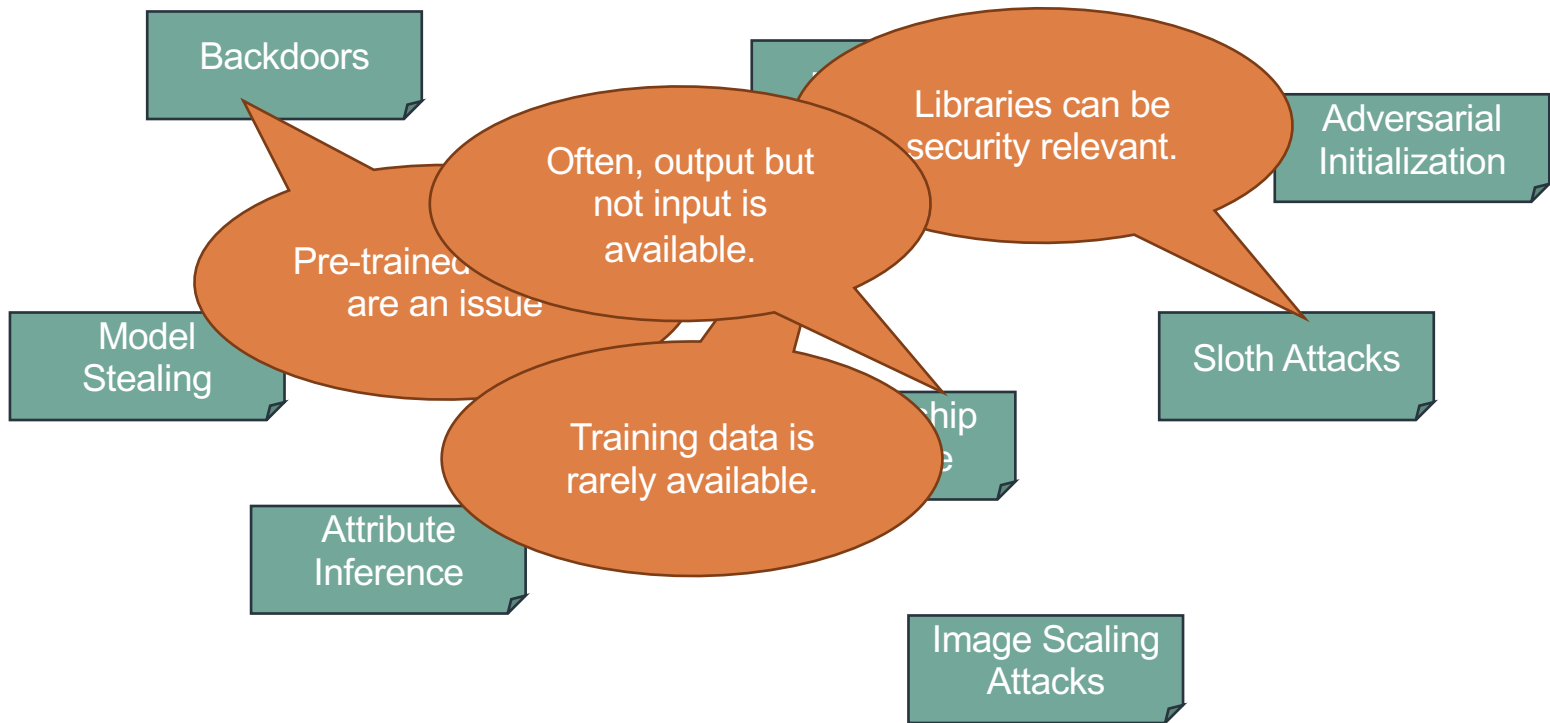 Backdoors
Libraries can be
security relevant.
Adversarial
Initialization
Often, output but
not input is
available.
Pre-trained
are an issue
Model
Stealing
Sloth Attacks
Training data is
rarely available.
Attribute
Inference
Image Scaling
Attacks